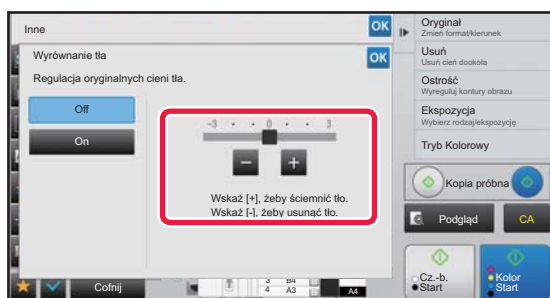 Inne
OK
Wyrównanie tła
OK
Regulacja oryginalnych cieni tła.
Off
On
-3 • • 0 • • 3
Wskaż [+], żeby ściemnić tło.
Wskaż [-], żeby usunąć tło.
Cofnij
3 B4
4 A3
A4
Oryginał
Zmień format/kierunek
Usuń
Usuń cień dookoła
Ostrość
Wyreguluj kontury obrazu
Ekspozycja
Wybierz rodzaj/ekspozycję
Tryb Kolorowy
Kopia próbna
Podgląd
CA
Cz.-b.
Start
Kolor
Start